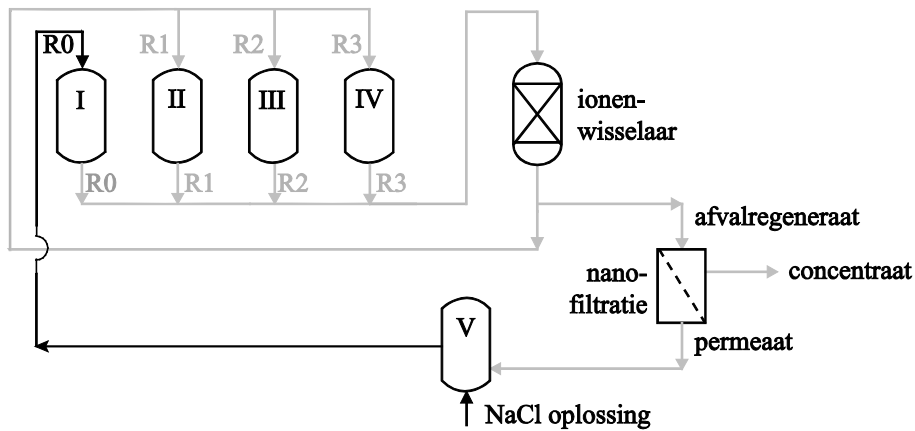 R0 R1 R2 R3
I II III IV
ionen-
wisselaar
R0 R1 R2 R3
afvalregeneraat
nano-
filtratie
concentraat
V
permeaat
NaCl oplossing